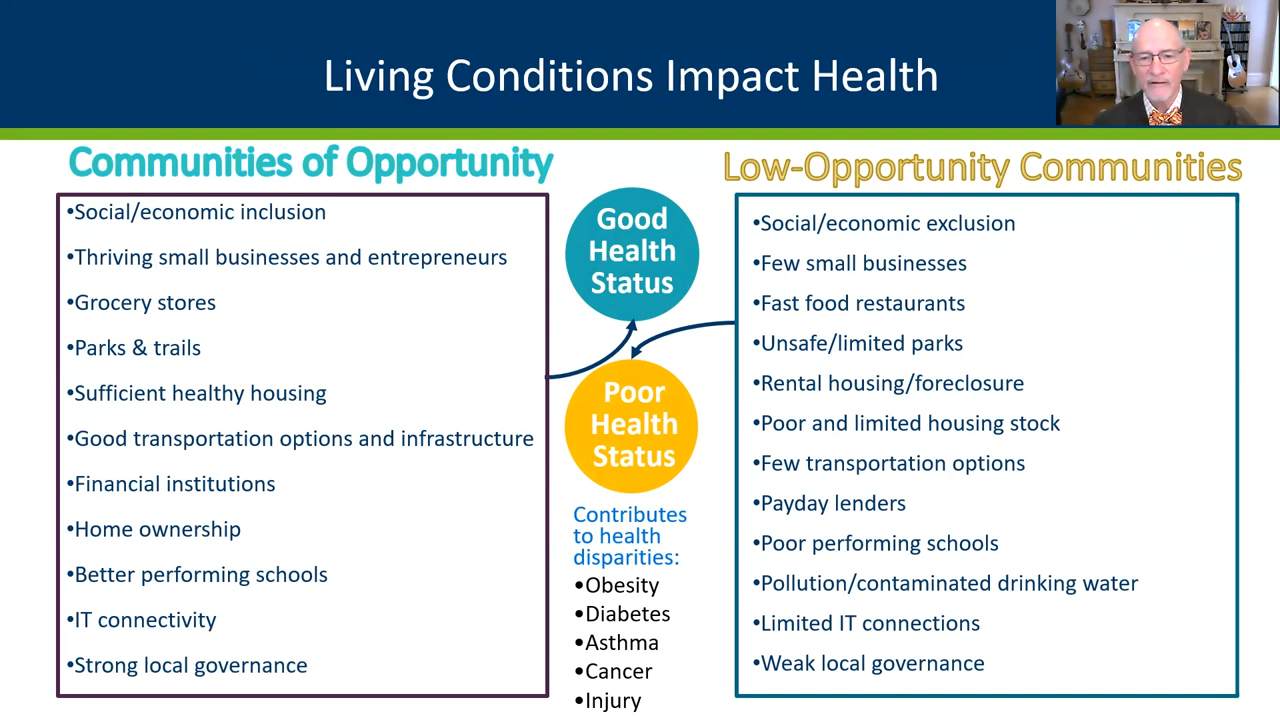 Living Conditions Impact Health
Communities of Opportunity
•Social/economic inclusion
•Thriving small businesses and entrepreneurs
•Grocery stores
•Parks & trails
•Sufficient healthy housing
•Good transportation options and infrastructure
•Financial institutions
•Home ownership
•Better performing schools
•IT connectivity
•Strong local governance
Good
Health
Status
Poor
Health
Status
Contributes
to health
disparities:
•Obesity
•Diabetes
•Asthma
•Cancer
•Injury
Low-Opportunity Communities
•Social/economic exclusion
•Few small businesses
•Fast food restaurants
•Unsafe/limited parks
•Rental housing/foreclosure
•Poor and limited housing stock
•Few transportation options
•Payday lenders
•Poor performing schools
•Pollution/contaminated drinking water
•Limited IT connections
•Weak local governance